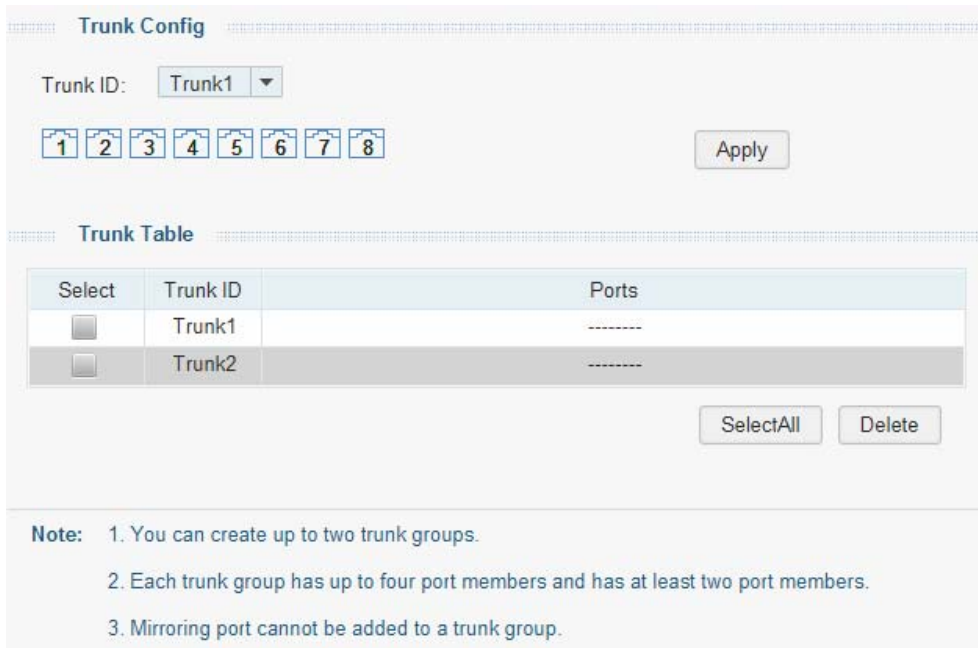 Trunk Config
Trunk ID: Trunk1
1 2 3 4 5 6 7 8
Apply
Trunk Table
Select Trunk ID Ports
Trunk1 --------
Trunk2 --------
SelectAll Delete
Note: 1. You can create up to two trunk groups.
2. Each trunk group has up to four port members and has at least two port members.
3. Mirroring port cannot be added to a trunk group.